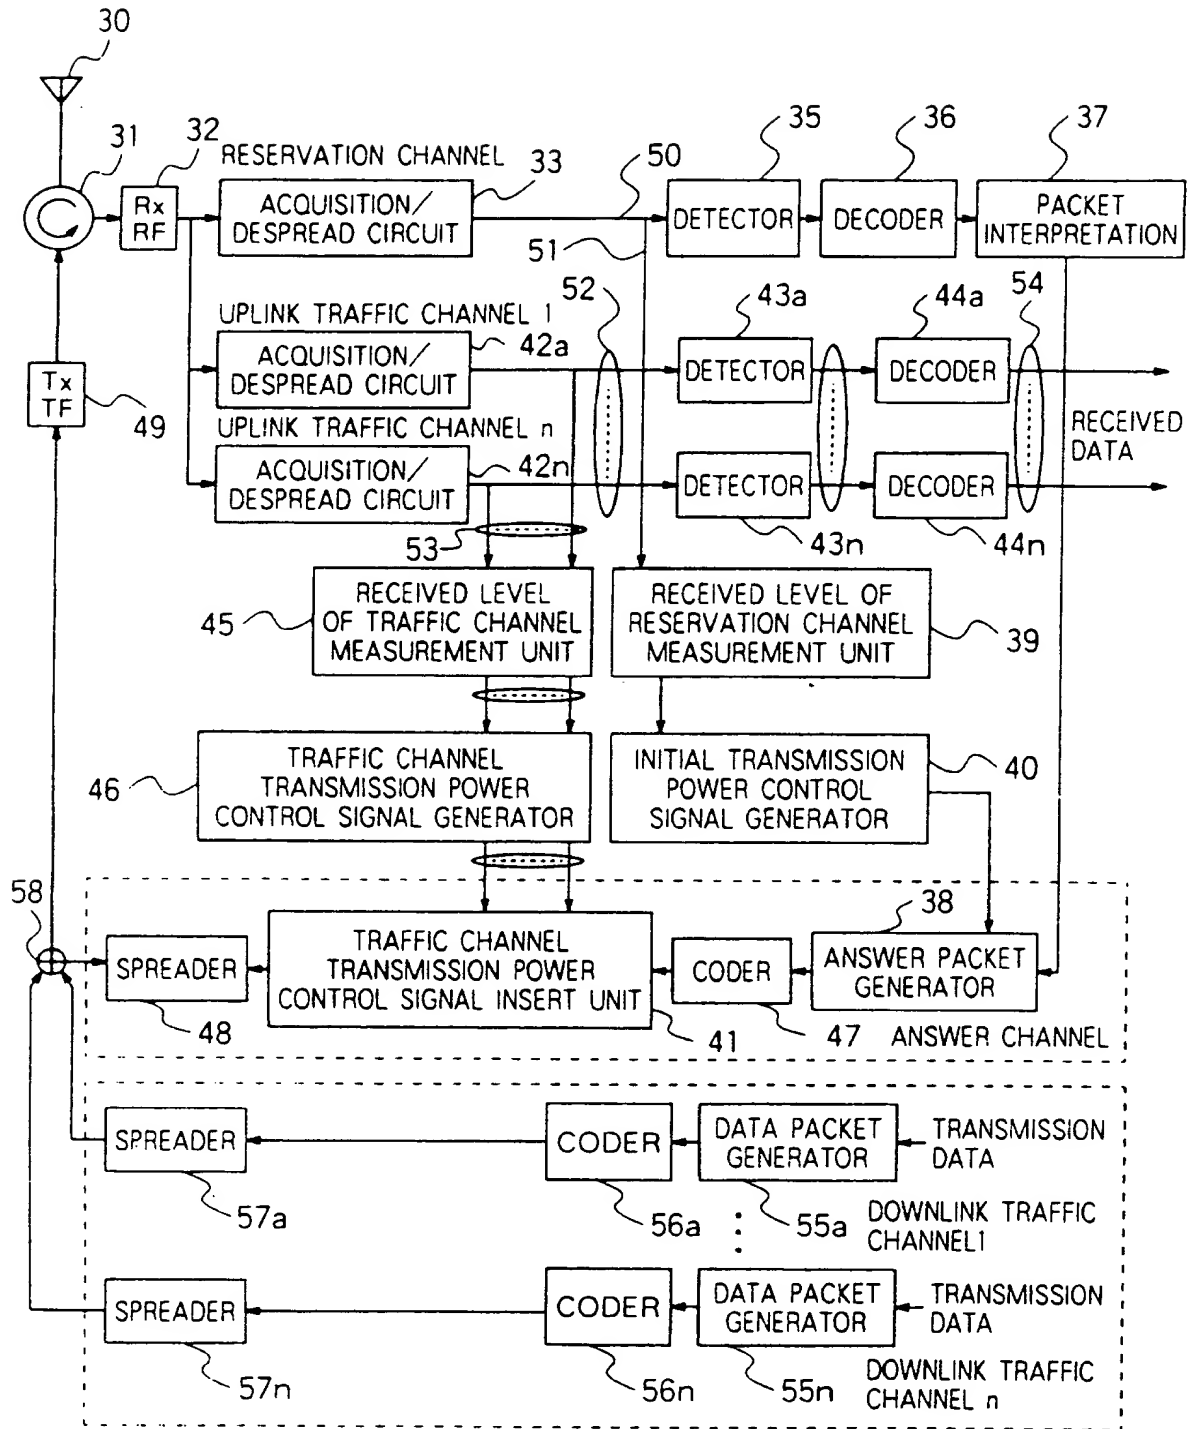 30
31
32
RESERVATION CHANNEL
33
50
35
36
37
Rx
RF
ACQUISITION/
DESPREAD CIRCUIT
DETECTOR
DECODER
PACKET
INTERPRETATION
51
52
43a
44a
54
UPLINK TRAFFIC CHANNEL 1
42a
ACQUISITION/
DESPREAD CIRCUIT
DETECTOR
DECODER
Tx
TF
49
UPLINK TRAFFIC CHANNEL n
42n
ACQUISITION/
DESPREAD CIRCUIT
DETECTOR
DECODER
RECEIVED
DATA
53
43n
44n
45
RECEIVED LEVEL
OF TRAFFIC CHANNEL
MEASUREMENT UNIT
RECEIVED LEVEL OF
RESERVATION CHANNEL
MEASUREMENT UNIT
39
46
TRAFFIC CHANNEL
TRANSMISSION POWER
CONTROL SIGNAL GENERATOR
INITIAL TRANSMISSION
POWER CONTROL
SIGNAL GENERATOR
40
58
38
SPREADER
TRAFFIC CHANNEL
TRANSMISSION POWER
CONTROL SIGNAL INSERT UNIT
CODER
ANSWER PACKET
GENERATOR
48
41
47
ANSWER CHANNEL
SPREADER
CODER
DATA PACKET
GENERATOR
TRANSMISSION
DATA
57a
56a
55a
DOWNLINK TRAFFIC
CHANNEL1
SPREADER
CODER
DATA PACKET
GENERATOR
TRANSMISSION
DATA
57n
56n
55n
DOWNLINK TRAFFIC
CHANNEL n